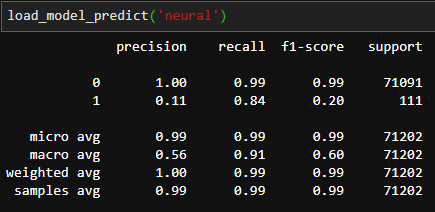 load_model_predict('neural')
precision recall f1-score support
0 1.00 0.99 0.99 71091
1 0.11 0.84 0.20 111
micro avg 0.99 0.99 0.99 71202
macro avg 0.56 0.91 0.60 71202
weighted avg 1.00 0.99 0.99 71202
samples avg 0.99 0.99 0.99 71202